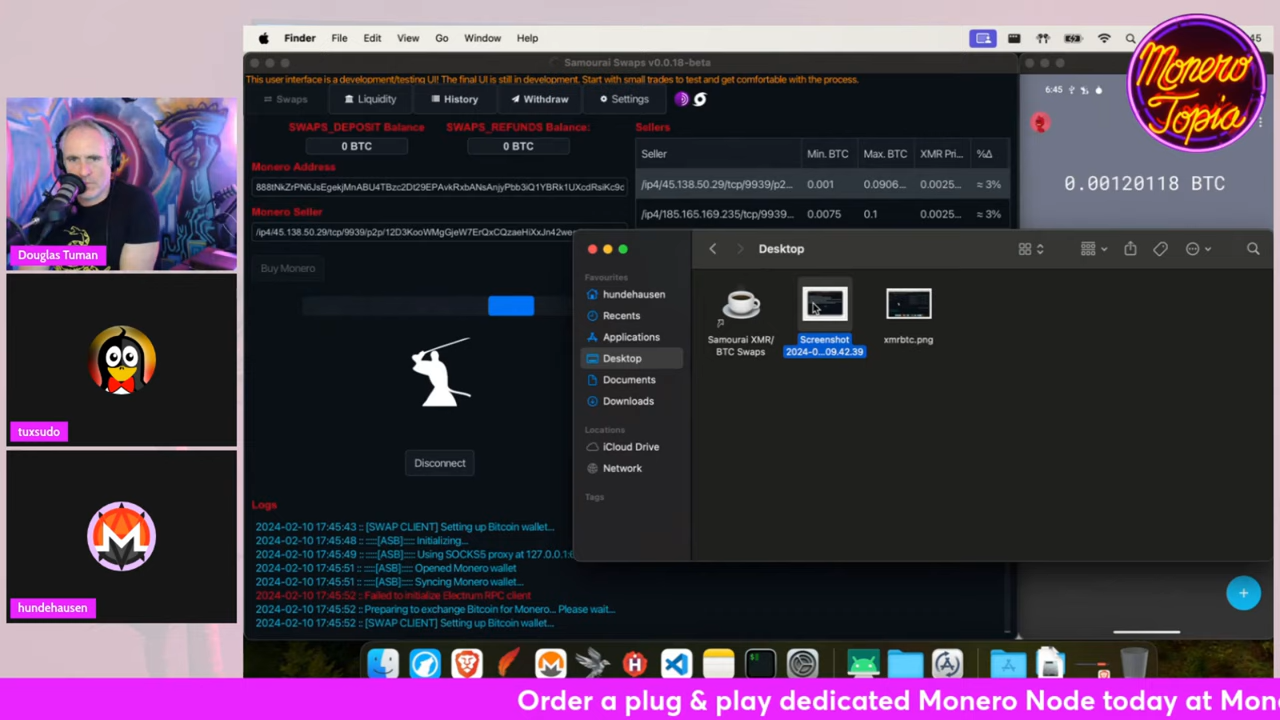 Finder File Edit View Go Window Help
45
Monero
Topia
Samourai Swaps v0.0.18-beta
This user interface is a development/testing UI! The final UI is still in development. Start with small trades to test and get comfortable with the process.
Swaps Liquidity History Withdraw Settings
6:45
SWAPS_DEPOSIT Balance SWAPS_REFUNDS Balance: Sellers
0 BTC 0 BTC
Seller Min. BTC Max. BTC XMR Pri... %Δ
Monero Address
/ip4/45.138.50.29/tcp/9939/p2... 0.001 0.0906... 0.0025... ≈ 3%
0.00120118 BTC
Monero Seller
/ip4/185.165.169.235/tcp/9939... 0.0075 0.1 0.0025... ≈ 3%
Buy Monero
Disconnect
Desktop
Favourites
hundehausen
Recents
Applications
Desktop
Documents
Downloads
Locations
iCloud Drive
Network
Tags
Samourai XMR/
BTC Swaps
Screenshot
2024-0...09.42.39
xmrbtc.png
Logs
2024-02-10 17:45:43 :: [SWAP CLIENT] Setting up Bitcoin wallet...
2024-02-10 17:45:48 :: ::::::[ASB]::::: Initializing...
2024-02-10 17:45:49 :: ::::::[ASB]::::: Using SOCKS5 proxy at 127.0.0.1:
2024-02-10 17:45:51 :: ::::::[ASB]::::: Opened Monero wallet
2024-02-10 17:45:52 :: ::::::[ASB]::::: Syncing Monero wallet...
2024-02-10 17:45:52 :: Failed to initialize Electrum RPC client
2024-02-10 17:45:52 :: Preparing to exchange Bitcoin for Monero... Please wait...
2024-02-10 17:45:52 :: [SWAP CLIENT] Setting up Bitcoin wallet...
Douglas Tuman
tuxsudo
hundehausen
Order a plug & play dedicated Monero Node today at Mon